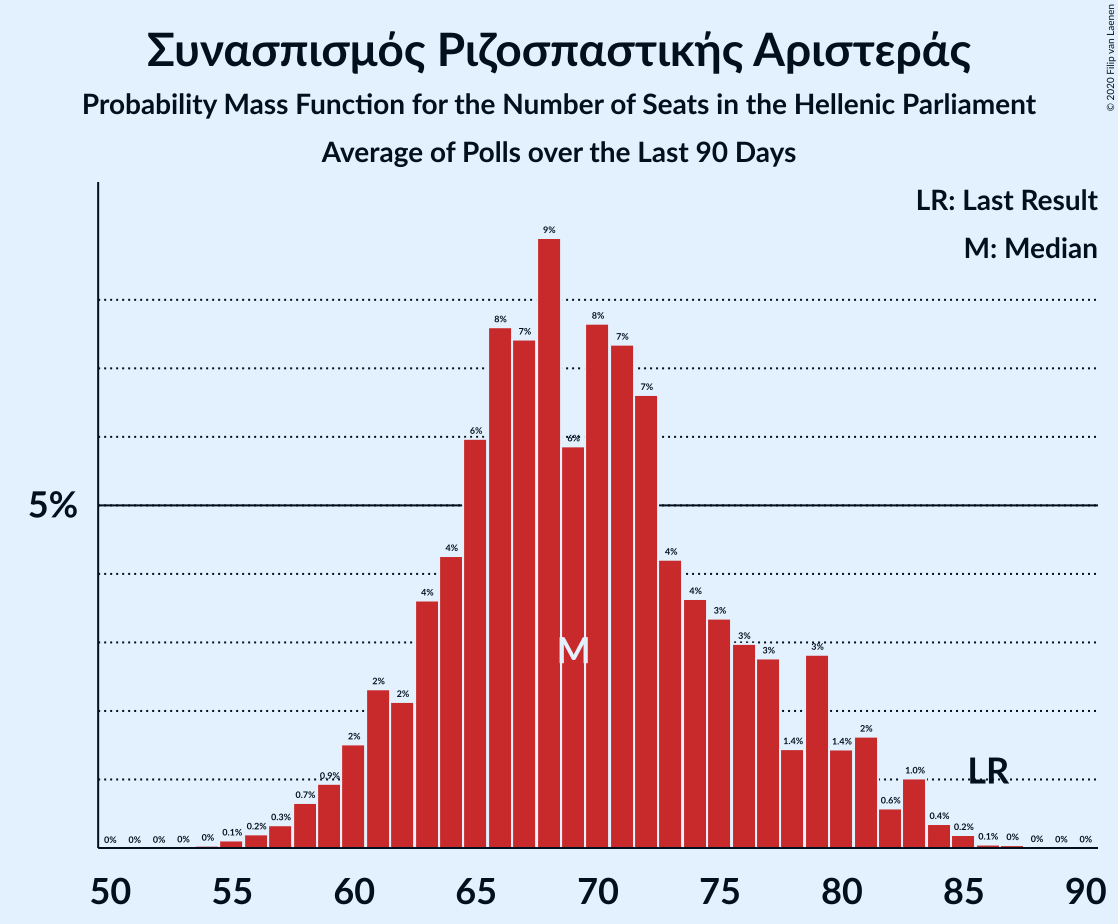 Συνασπισμός Ριζοσπαστικής Αριστεράς
Probability Mass Function for the Number of Seats in the Hellenic Parliament
Average of Polls over the Last 90 Days
© 2020 Filip van Laenen
LR: Last Result
M: Median
5%
0% 0% 0% 0% 0% 0.1% 0.2% 0.3% 0.7% 0.9% 2% 2% 2% 4% 4% 6% 8% 7% 9% 6% 8% 7% 7% 4% 4% 3% 3% 3% 1.4% 3% 1.4% 2% 0.6% 1.0% 0.4% 0.2% 0.1% 0% 0% 0% 0%
M
LR
50 55 60 65 70 75 80 85 90